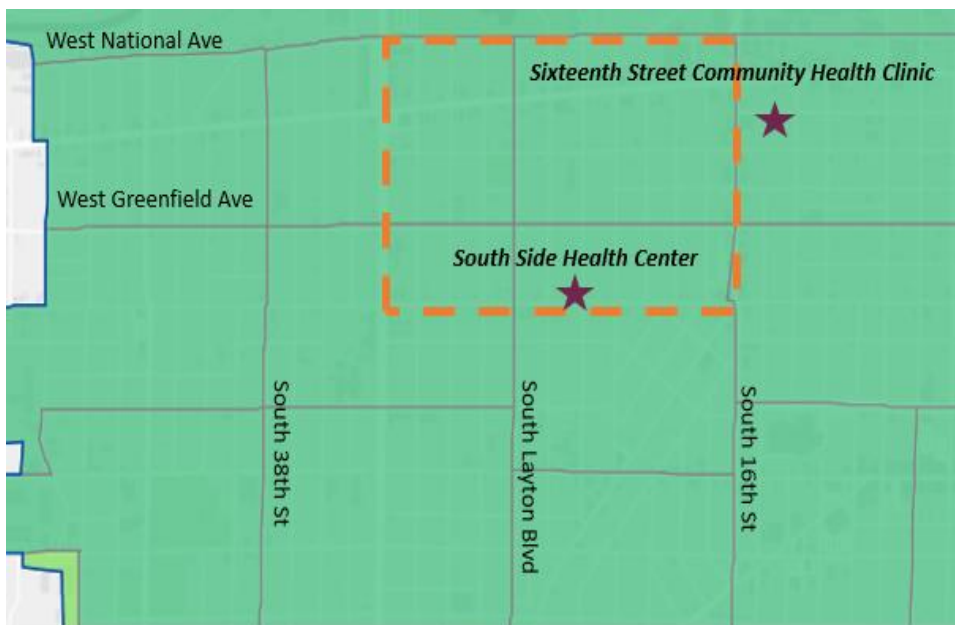 West National Ave
Sixteenth Street Community Health Clinic
West Greenfield Ave
South Side Health Center
South 38th St
South Layton Blvd
South 16th St